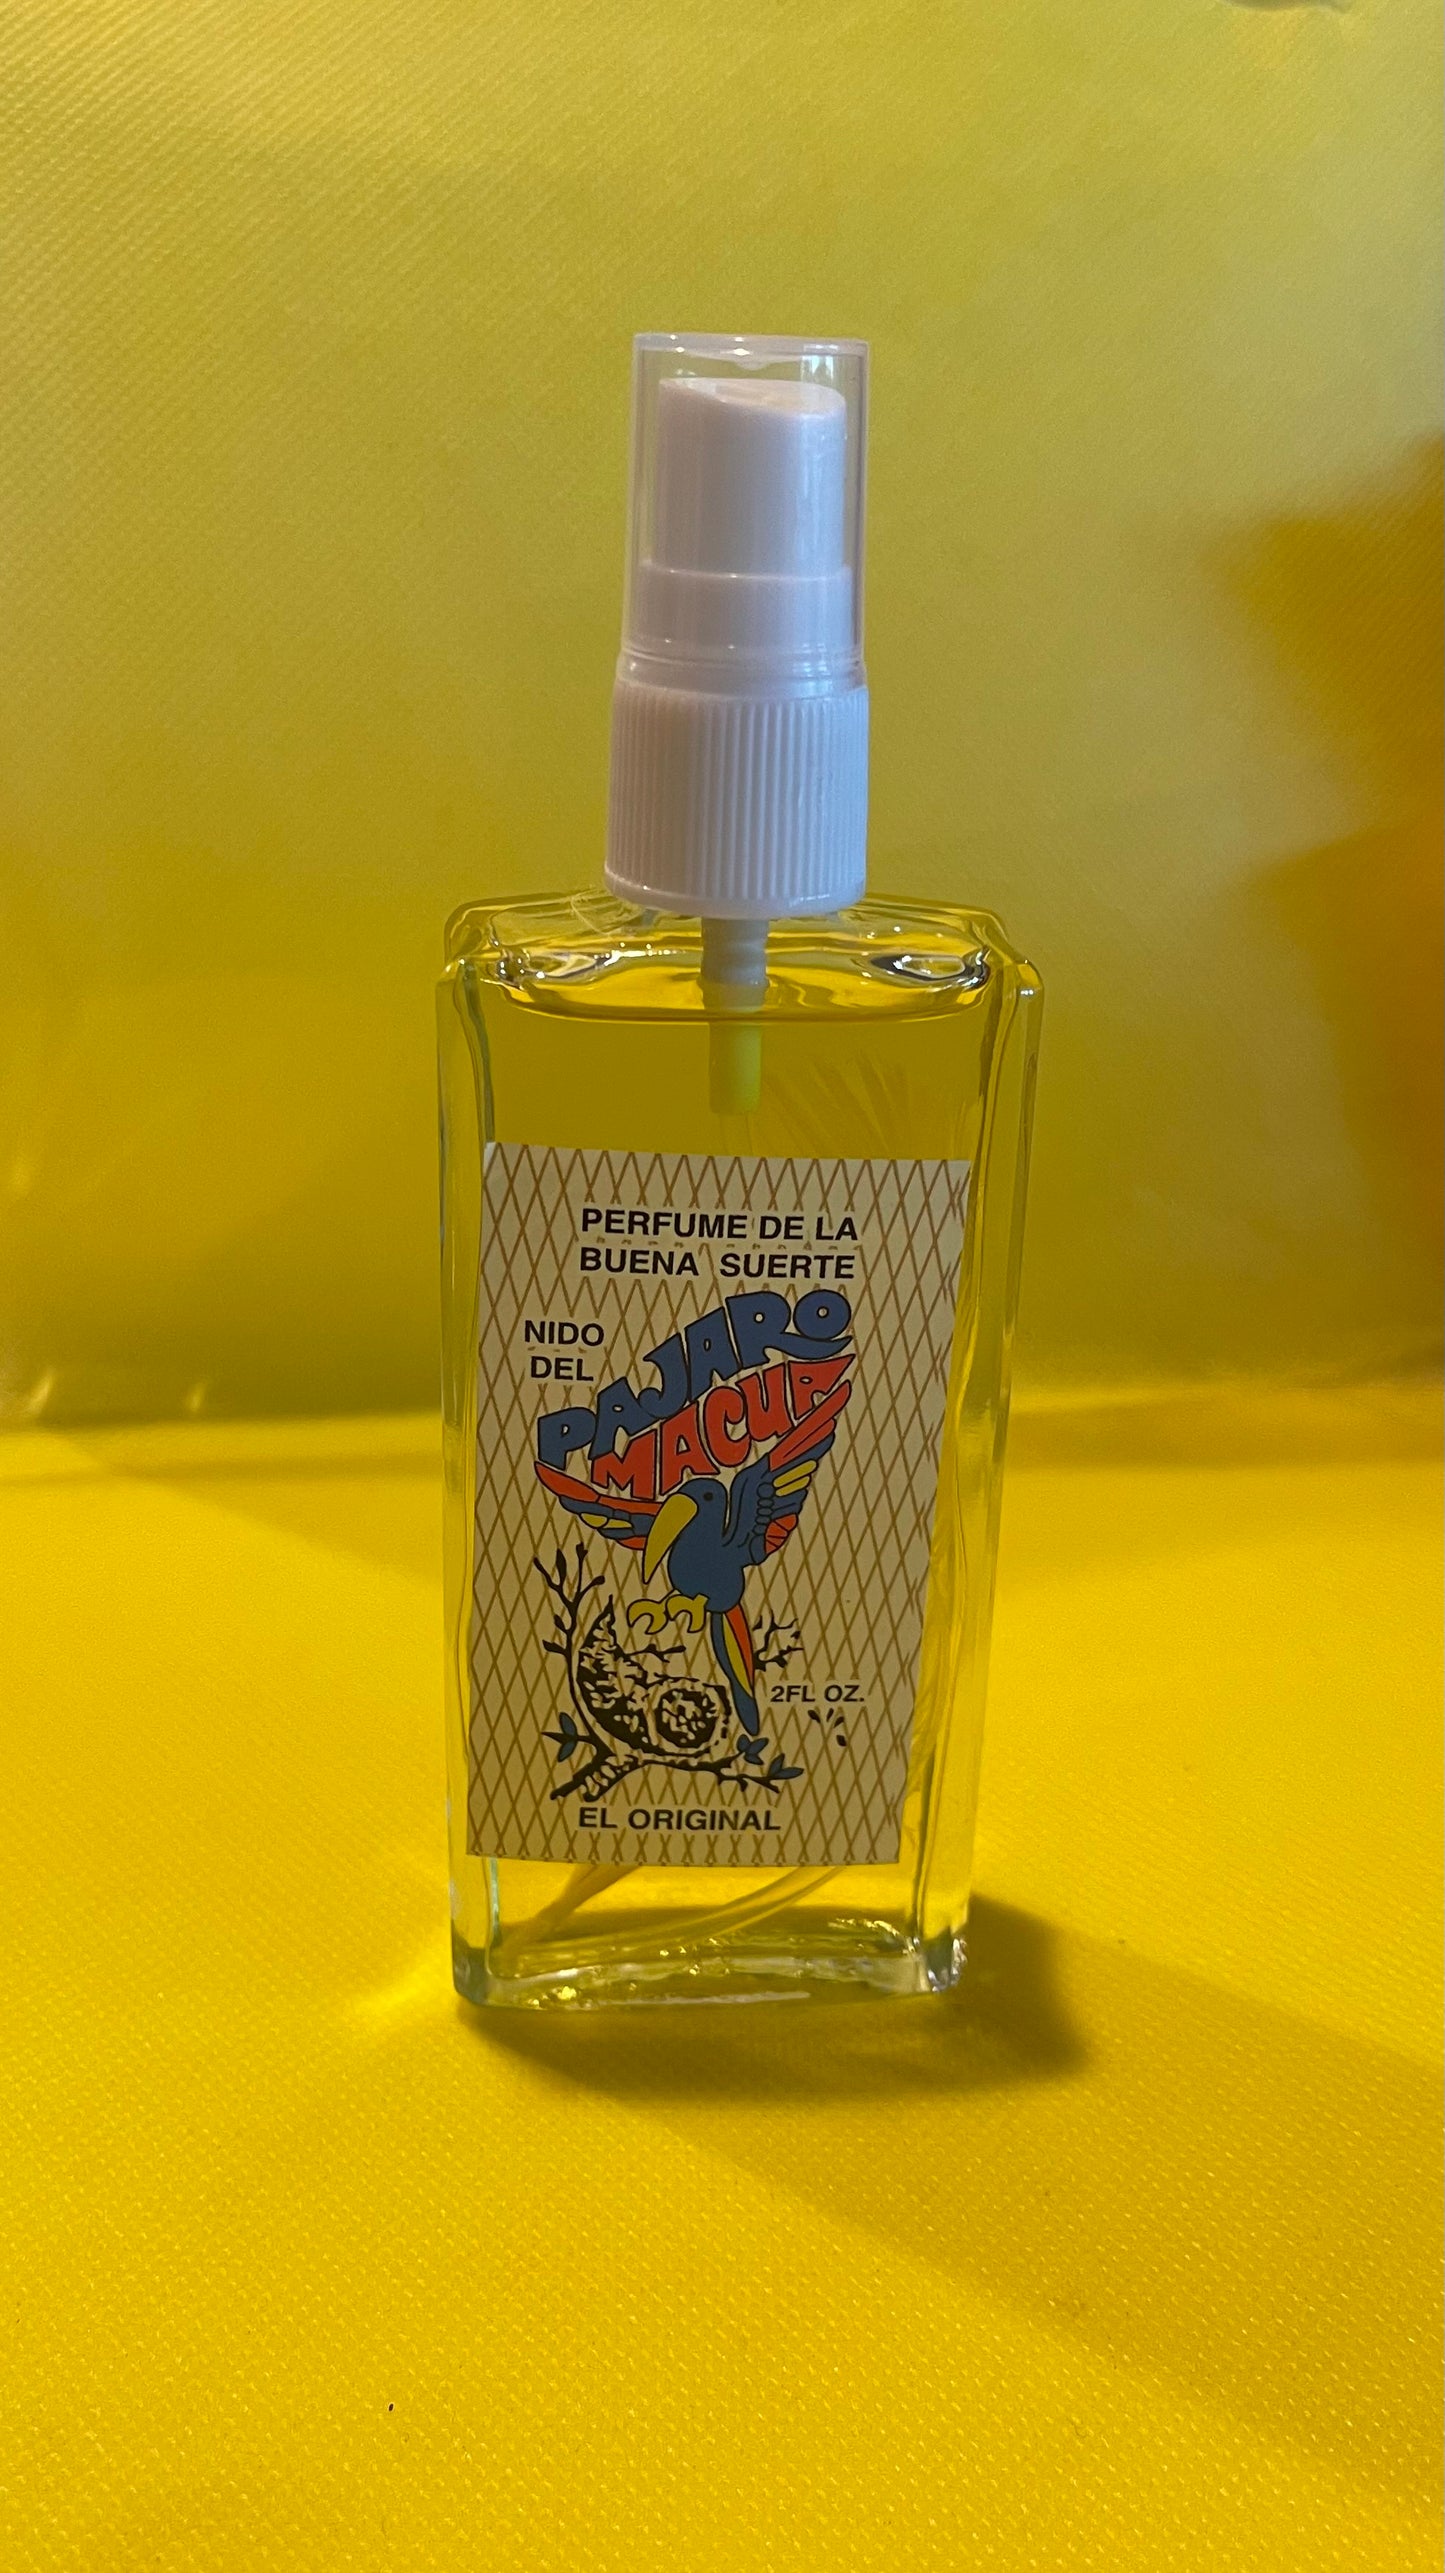 PERFUME DE LA
BUENA SUERTE
NIDO
DEL
PAJARO
MACUA
2FL OZ.
EL ORIGINAL